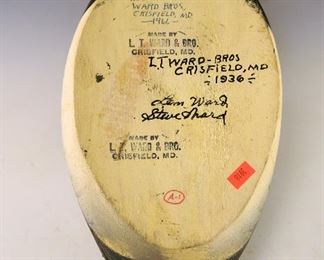 WARD BROS,
CRISFIELD, MD.
MADE BY
L. T. WARD & BRO.
CRISFIELD, MD.
L.T. WARD-BROS
CRISFIELD, MD
-1936-
Lem Ward
Steve Ward
MADE BY
L. T. WARD & BRO.
CRISFIELD, MD.
A-1